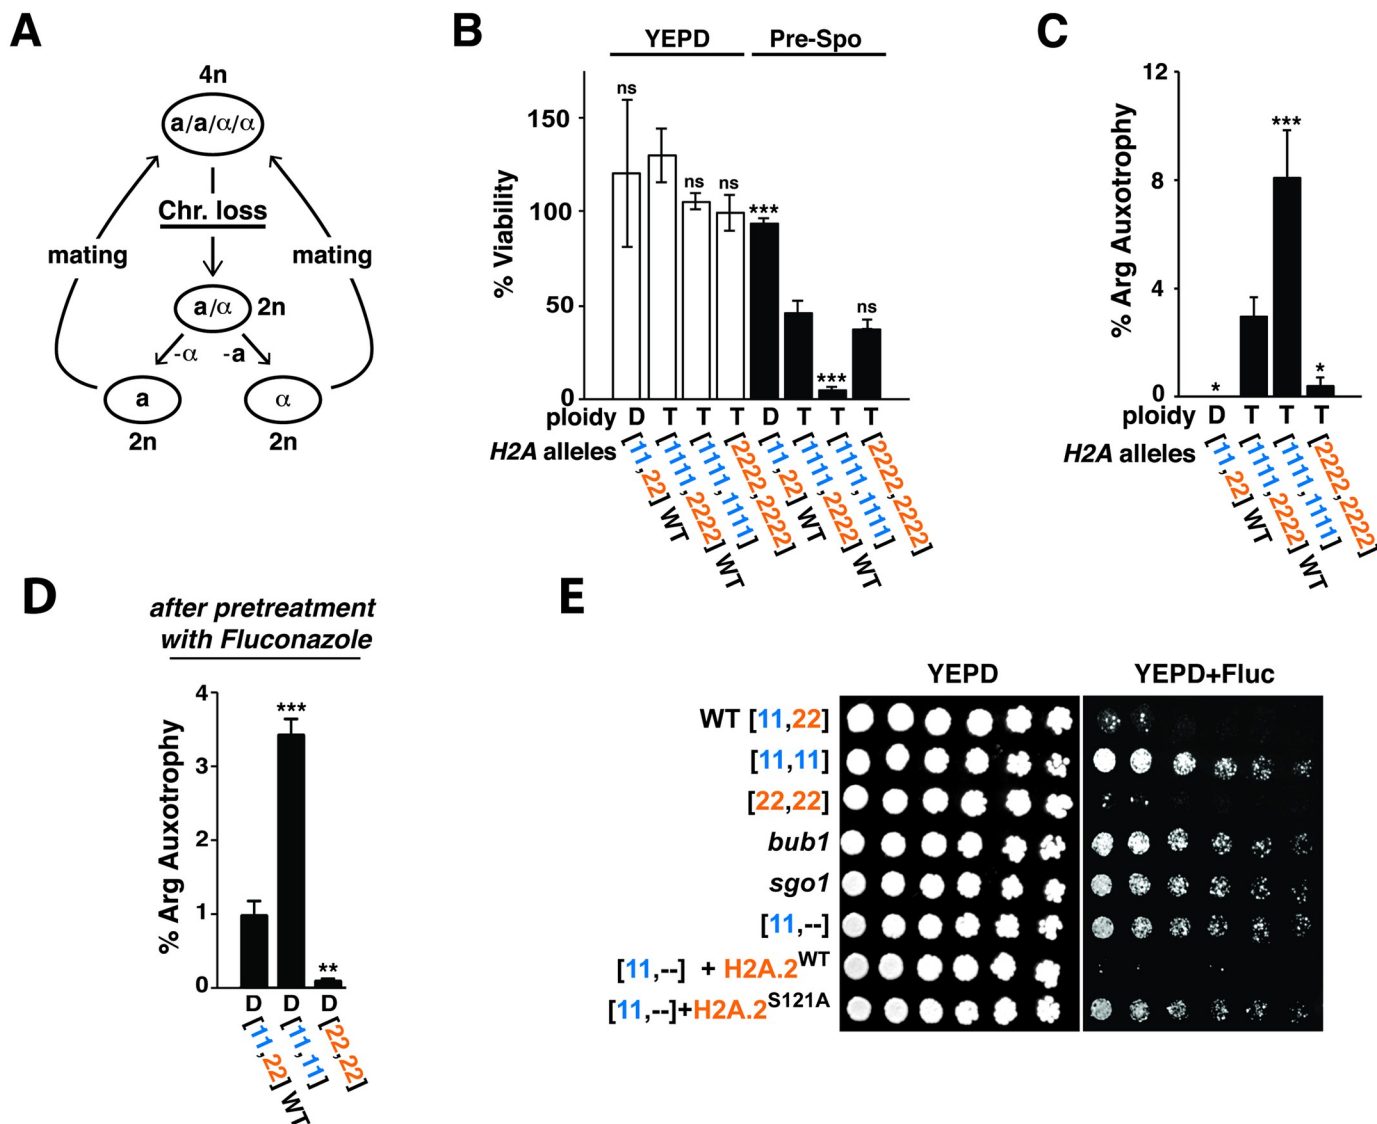 A
4n
a/a/α/α
Chr. loss
mating
mating
a/α 2n
-α -a
a
α
2n
2n
B
YEPD
Pre-Spo
% Viability
150
100
50
0
ns
ns
ns
***
***
ns
ploidy D T T T D T T T
H2A alleles
[11,22] WT
[1111,2222] WT
[1111,1111]
[2222,2222]
[11,22] WT
[1111,2222] WT
[1111,1111]
[2222,2222]
C
% Arg Auxotrophy
12
8
4
0
*
***
*
ploidy D T T T
H2A alleles
[11,22] WT
[1111,2222] WT
[1111,1111]
[2222,2222]
D
after pretreatment
with Fluconazole
% Arg Auxotrophy
4
3
2
1
0
***
**
D D D
[11,22] WT
[11,11]
[22,22]
E
YEPD
YEPD+Fluc
WT [11,22]
[11,11]
[22,22]
bub1
sgo1
[11,--]
[11,--] + H2A.2WT
[11,--]+H2A.2S121A